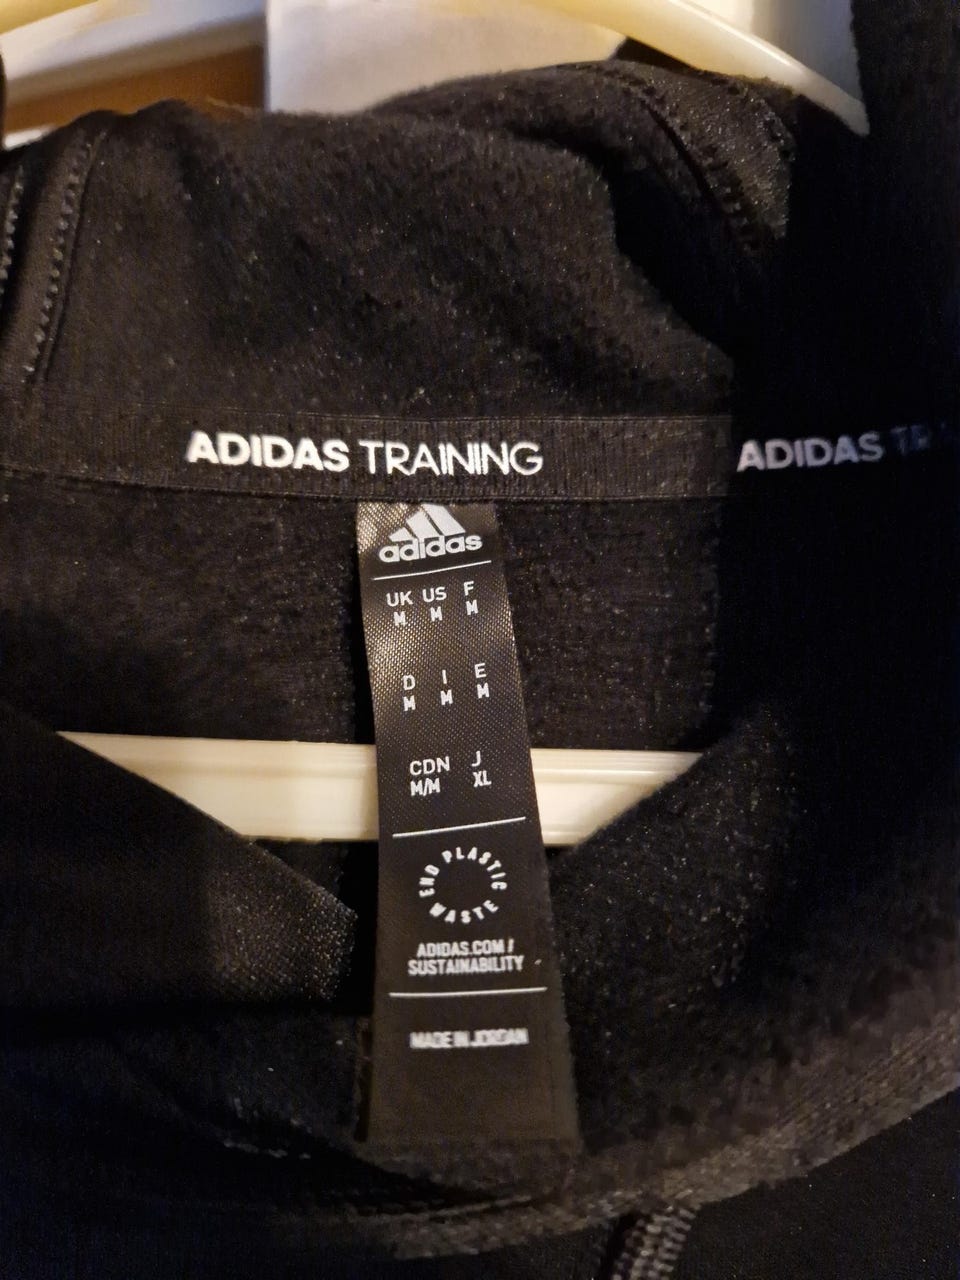 ADIDAS TRAINING
ADIDAS TR
adidas
UK US F
M M M
D I E
M M M
CDN J
M/M XL
END PLASTIC WASTE
ADIDAS.COM /
SUSTAINABILITY
MADE IN JORDAN